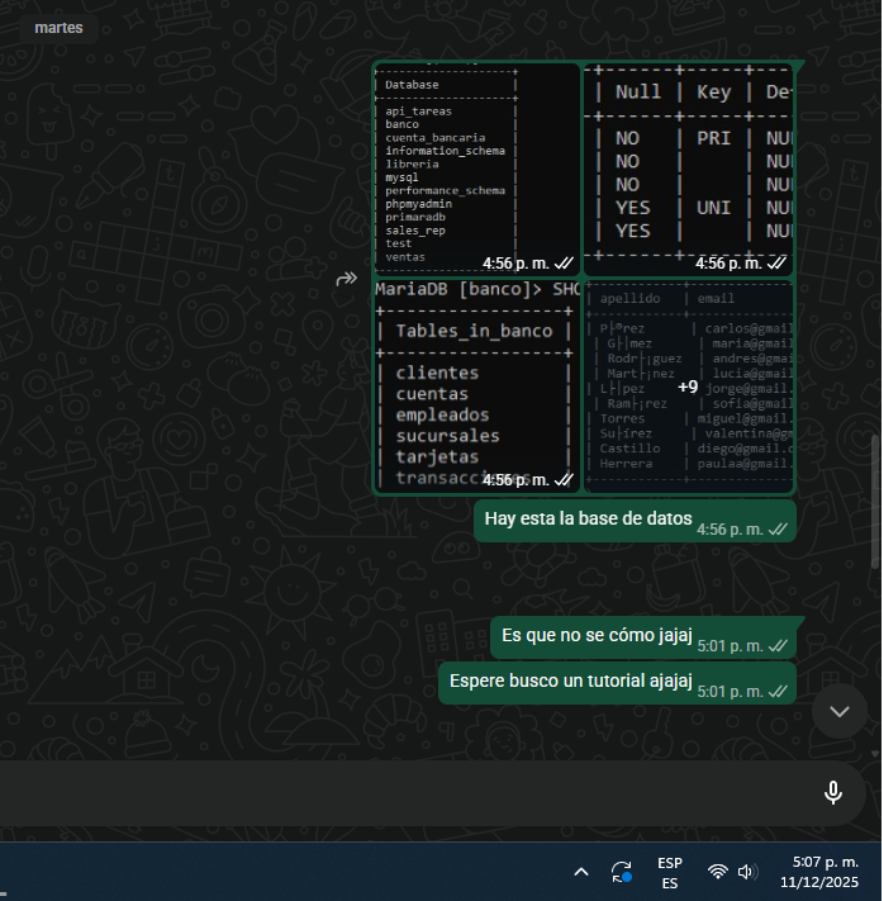 martes
Database
api_tareas
banco
cuenta_bancaria
information_schema
libreria
mysql
performance_schema
phpmyadmin
primaradb
sales_rep
test
ventas
4:56 p. m.
Null | Key | De
NO | PRI | NU
NO | | NU
NO | | NU
YES | UNI | NU
YES | | NU
4:56 p. m.
MariaDB [banco]> SHO
Tables_in_banco
clientes
cuentas
empleados
sucursales
tarjetas
4:56 p. m.
apellido | email
P├®rez | carlos@gmail
G├│mez | maria@gmail
Rodr├¡guez | andres@gmai
Mart├¡nez | lucia@gmail
L├│pez | jorge@gmail.
Ram├¡rez | sofia@gmail
Torres | miguel@gmail.
| valentina@gm
Castillo | diego@gmail.c
Herrera | paulaa@gmail.
+9
Hay esta la base de datos
4:56 p. m.
Es que no se cómo jajaj
5:01 p. m.
Espere busco un tutorial ajajaj
5:01 p. m.
ESP
ES
5:07 p. m.
11/12/2025